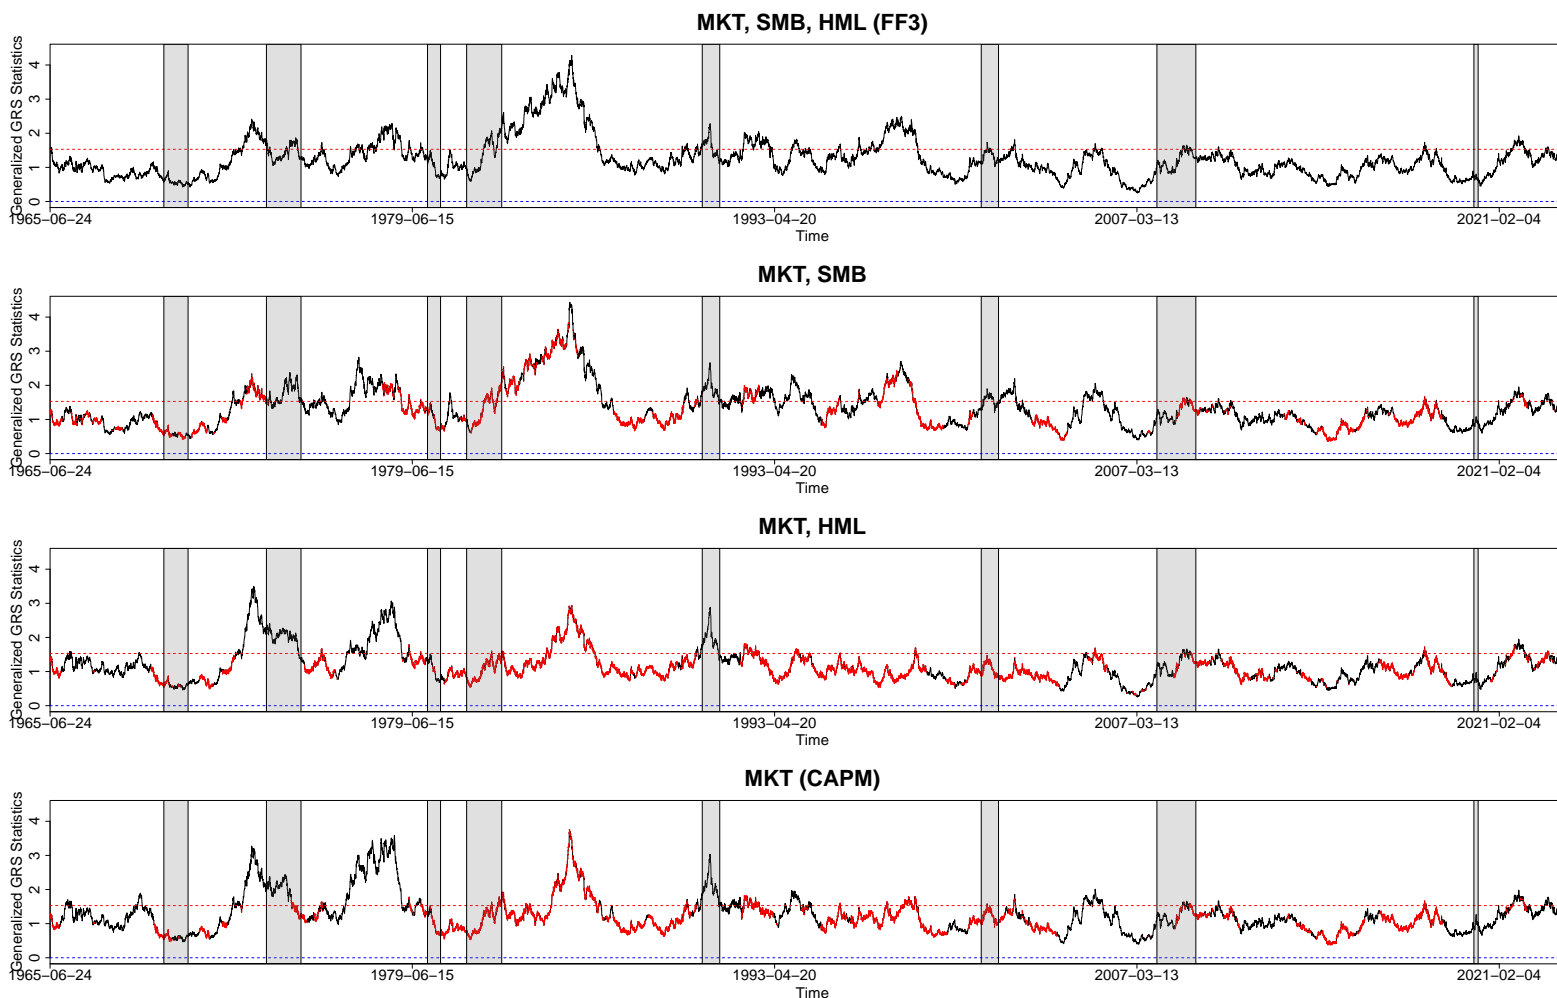 MKT, SMB, HML (FF3)
Generalized GRS Statistics
4
3
2
1
0
1965−06−24 1979−06−15 1993−04−20 2007−03−13 2021−02−04
Time
MKT, SMB
Generalized GRS Statistics
4
3
2
1
0
1965−06−24 1979−06−15 1993−04−20 2007−03−13 2021−02−04
Time
MKT, HML
Generalized GRS Statistics
4
3
2
1
0
1965−06−24 1979−06−15 1993−04−20 2007−03−13 2021−02−04
Time
MKT (CAPM)
Generalized GRS Statistics
4
3
2
1
0
1965−06−24 1979−06−15 1993−04−20 2007−03−13 2021−02−04
Time